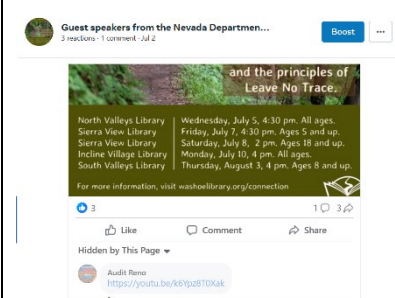 Guest speakers from the Nevada Departmen...
3 reactions · 1 comment · Jul 2
Boost
...
and the principles of
Leave No Trace.
North Valleys Library | Wednesday, July 5, 4:30 pm. All ages.
Sierra View Library | Friday, July 7, 4:30 pm. Ages 5 and up.
Sierra View Library | Saturday, July 8, 2 pm. Ages 18 and up.
Incline Village Library | Monday, July 10, 4 pm. All ages.
South Valleys Library | Thursday, August 3, 4 pm. Ages 8 and up.
For more information, visit washoelibrary.org/connection
3
1 3
Like Comment Share
Hidden by This Page
Audit Reno
https://youtu.be/k6Ypz8T0Xak